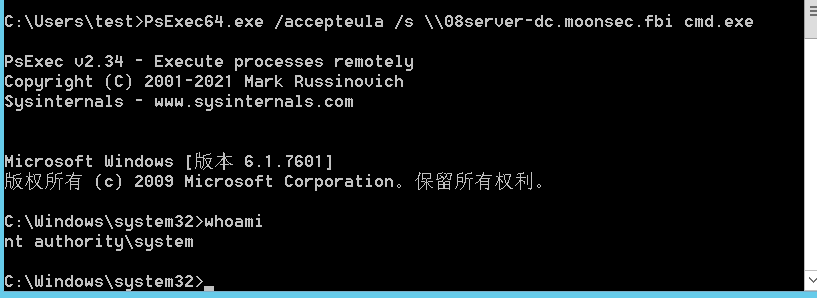 C:\Users\test>PsExec64.exe /accepteula /s \\08server-dc.moonsec.fbi cmd.exe
PsExec v2.34 - Execute processes remotely
Copyright (C) 2001-2021 Mark Russinovich
Sysinternals - www.sysinternals.com
Microsoft Windows [版本 6.1.7601]
版权所有 (c) 2009 Microsoft Corporation。保留所有权利。
C:\Windows\system32>whoami
nt authority\system
C:\Windows\system32>